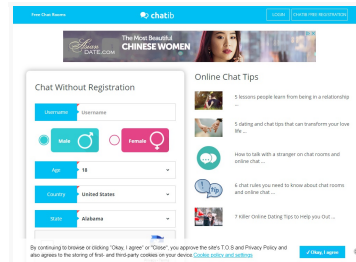 Free Chat Rooms
chatib
LOGIN
CHATIB FREE REGISTRATION
Asian
DATE.COM
The Most Beautiful
CHINESE WOMEN
Chat Without Registration
Username
Username
Male
Female
Age
18
Country
United States
State
Alabama
Online Chat Tips
5 lessons people learn from being in a relationship
...
5 dating and chat tips that can transform your love
life ...
How to talk with a stranger on chat rooms and
online chat ...
Tip
6 chat rules you need to know about chat rooms
and online chat ...
7 Killer Online Dating Tips to Help you Out ...
By continuing to browse or clicking "Okay, I agree" or "Close", you approve the site's T.O.S and Privacy Policy and
also agrees to the storing of first- and third-party cookies on your device.Cookie policy and settings
✓Okay, I agree